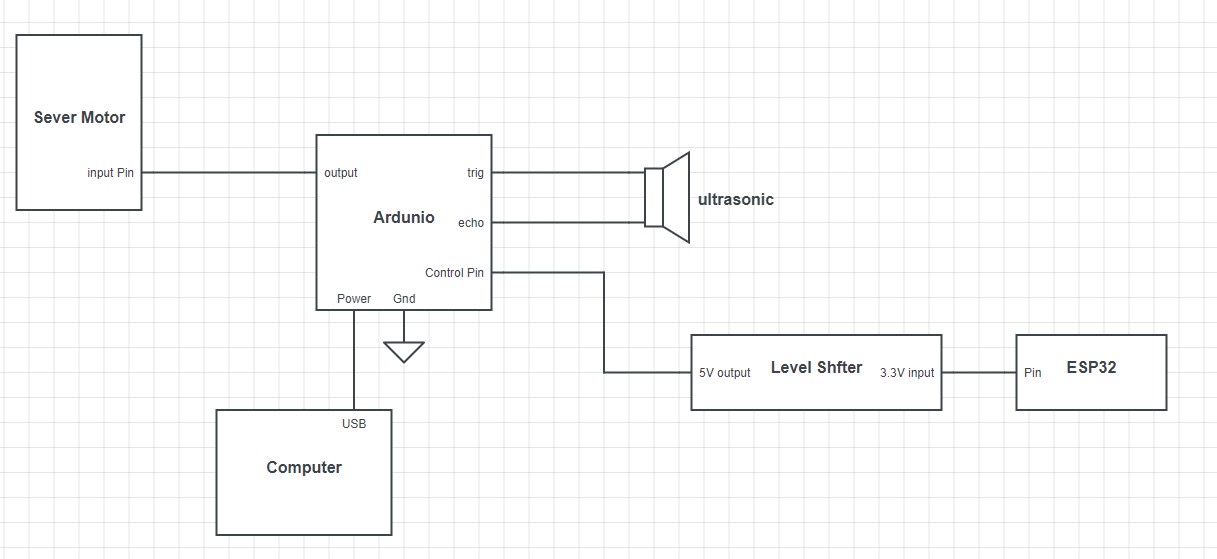 Sever Motor
input Pin
output
trig
Ardunio
echo
Control Pin
Power
Gnd
ultrasonic
5V output
Level Shfter
3.3V input
Pin
ESP32
USB
Computer